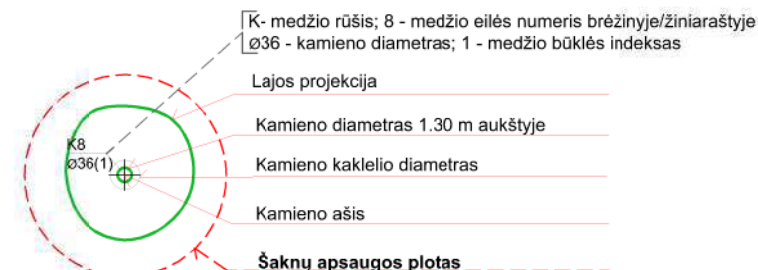 K- medžio rūšis; 8 - medžio eilės numeris brėžinyje/žiniaraštyje
Ø36 - kamieno diametras; 1 - medžio būklės indeksas
Lajos projekcija
Kamieno diametras 1.30 m aukštyje
K8
Ø36(1)
Kamieno kaklelio diametras
Kamieno ašis
Šaknų apsaugos plotas